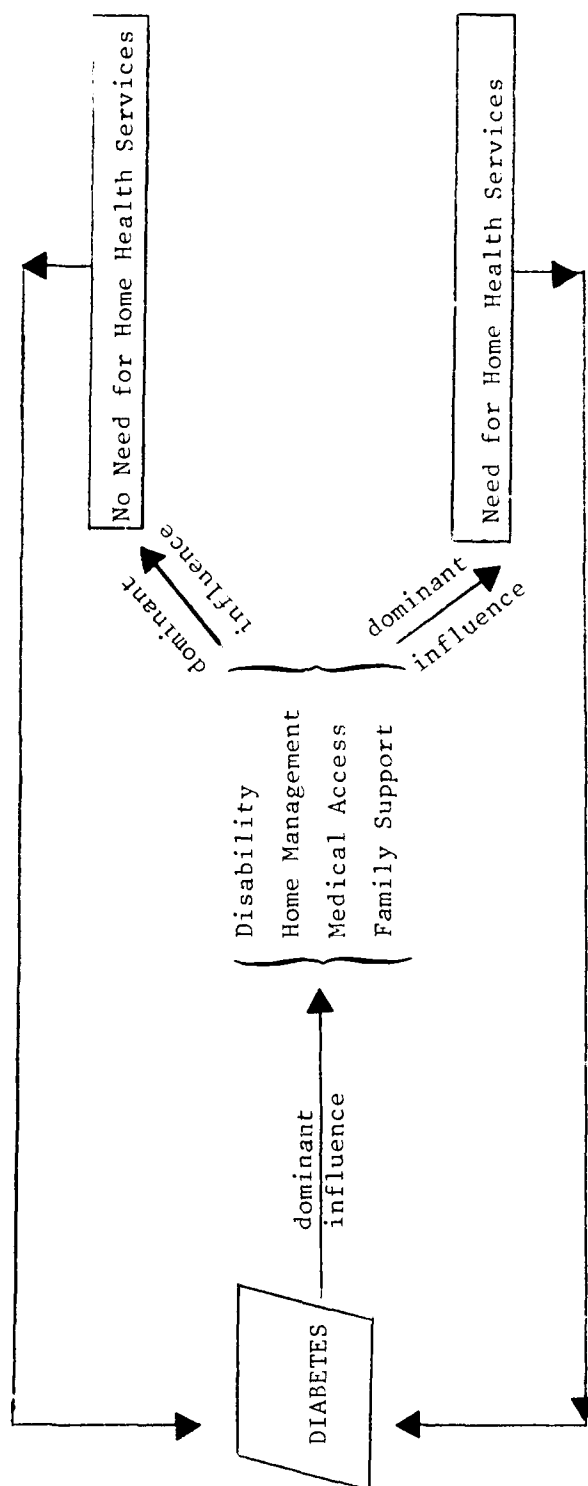 DIABETES
dominant
influence
Disability
Home Management
Medical Access
Family Support
dominant
influence
No Need for Home Health Services
dominant
influence
Need for Home Health Services